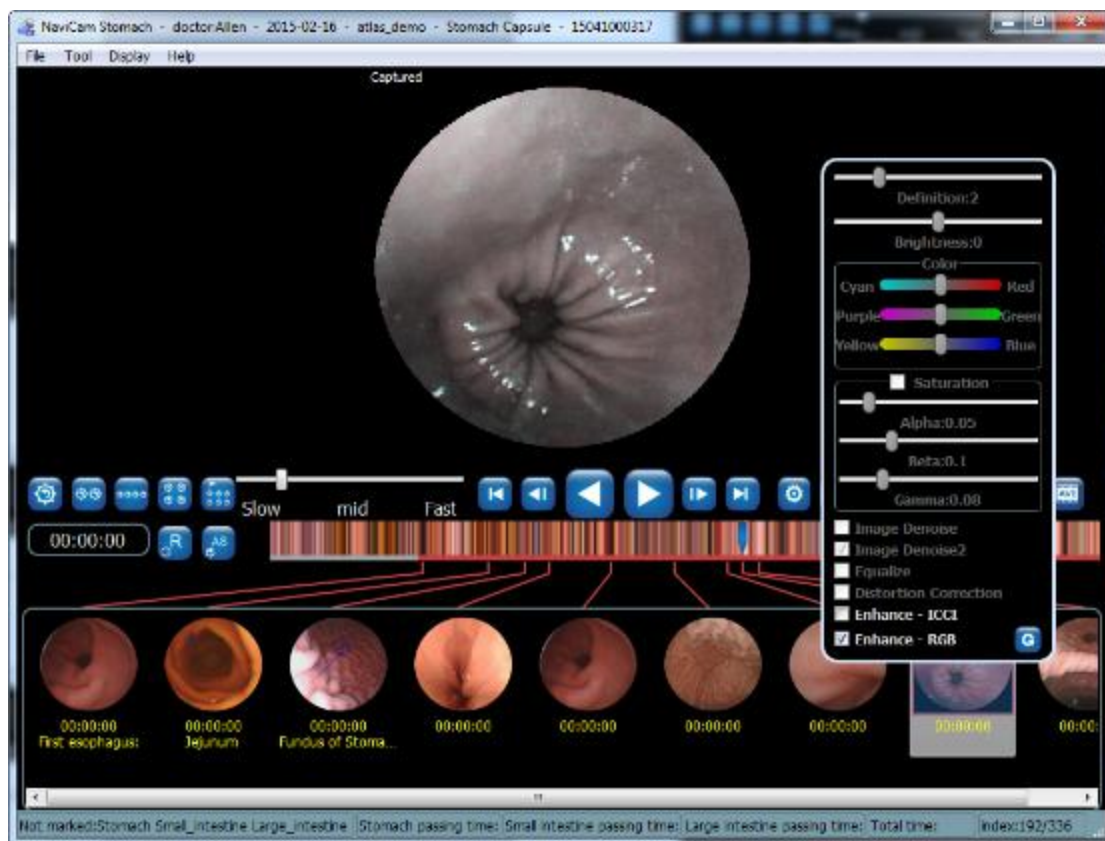 NaviCam Stomach - doctorAllen - 2015-02-16 - atlas_demo - Stomach Capsule - 15041000317
File Tool Display Help
Captured
Definition:2
Brightness:0
Color
Cyan Red
Purple Green
Yellow Blue
Saturation
Alpha:0.05
Beta:0.1
Gamma:0.08
Slow mid Fast
AVI
00:00:00 R AS
Image Denoise
Image Denoise2
Equalize
Distortion Correction
Enhance - ICCI
Enhance - RGB
00:00:00 00:00:00 00:00:00 00:00:00 00:00:00 00:00:00 00:00:00 00:00:00 00:00:
First esophagus: Jejunum Fundus of Stoma...
Not marked:Stomach Small_intestine Large_intestine Stomach passing time: Small intestine passing time: Large intestine passing time: Total time: index:192/336